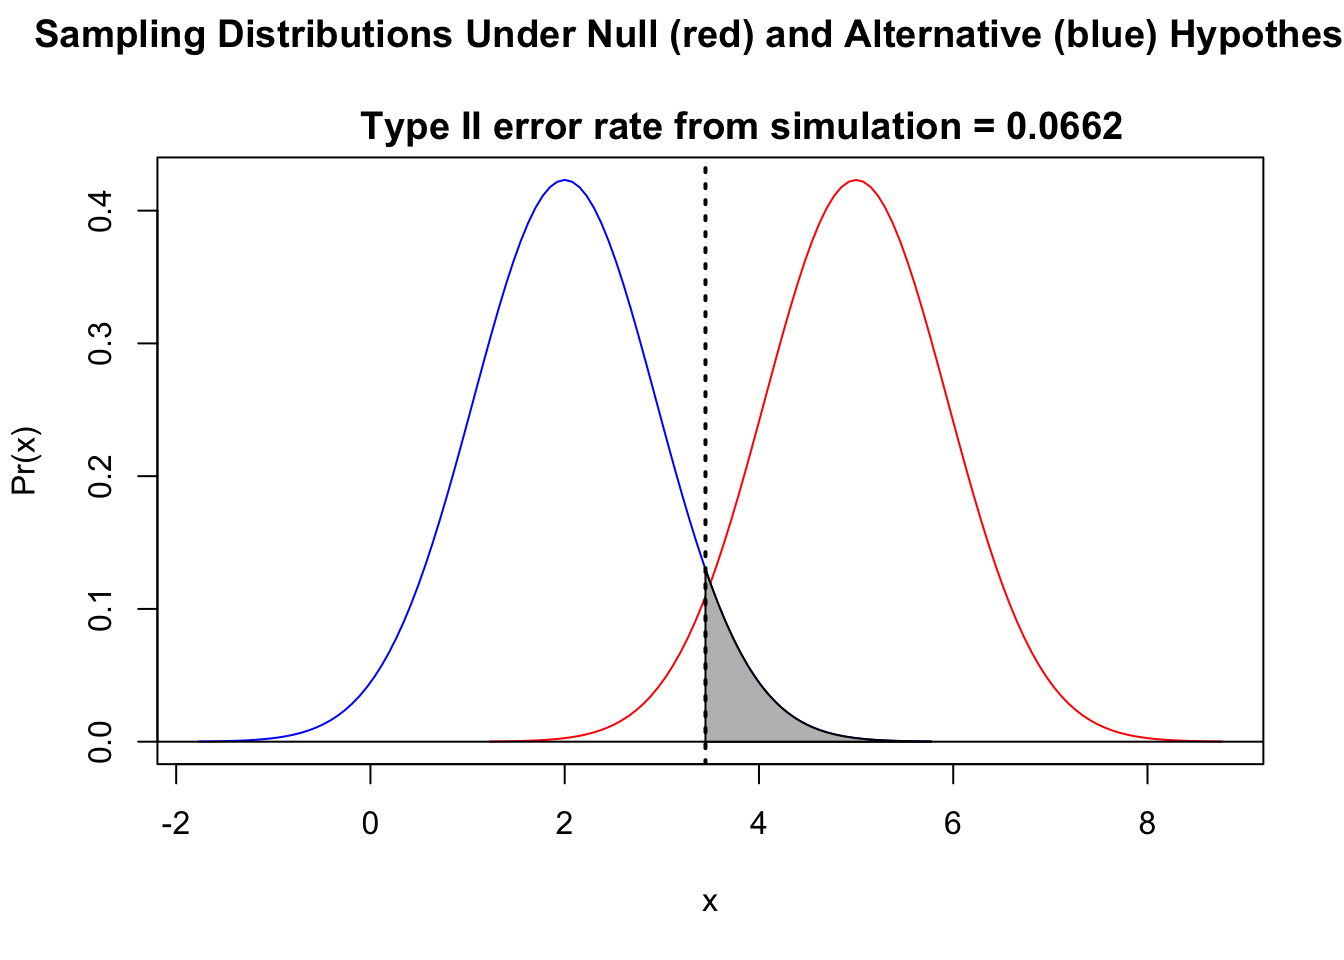 Sampling Distributions Under Null (red) and Alternative (blue) Hypothes
Type II error rate from simulation = 0.0662
Pr(x)
0.4
0.3
0.2
0.1
0.0
-2 0 2 4 6 8
x